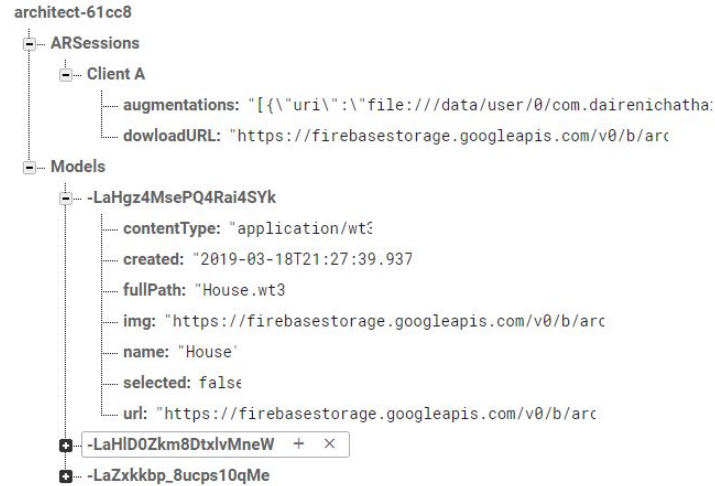 architect-61cc8
ARSessions
Client A
augmentations: "[{\"uri\":\"file:///data/user/0/com.dairenichatha
dowloadURL: "https://firebasestorage.googleapis.com/v0/b/arc
Models
-LaHgz4MsePQ4Rai4SYk
contentType: "application/wt3
created: "2019-03-18T21:27:39.937
fullPath: "House.wt3
img: "https://firebasestorage.googleapis.com/v0/b/arc
name: "House"
selected: false
url: "https://firebasestorage.googleapis.com/v0/b/arc
-LaHlD0Zkm8DtxlvMneW + ×
-LaZxkkbp_8ucps10qMe